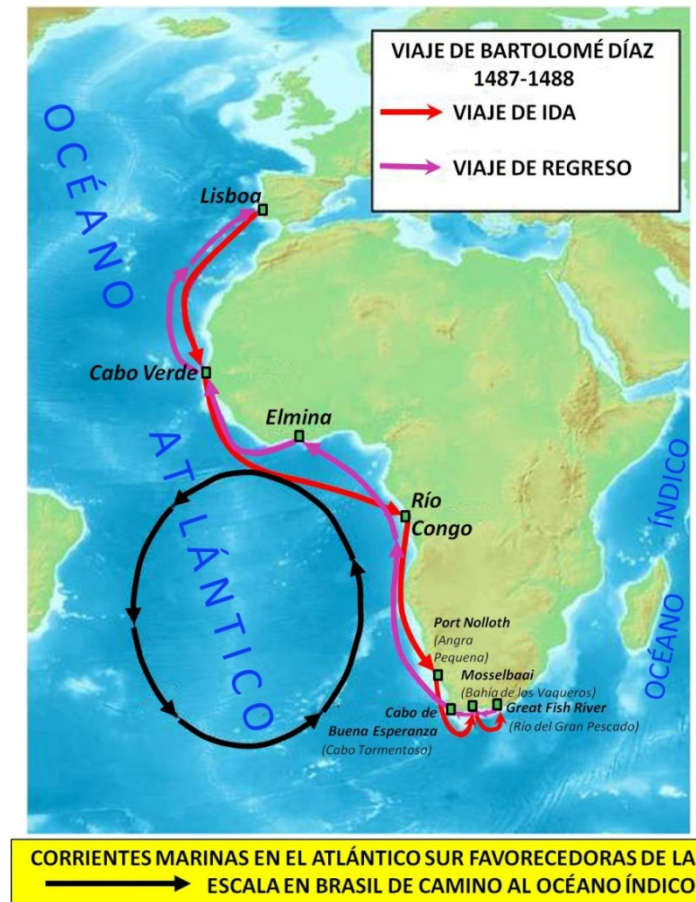 VIAJE DE BARTOLOMÉ DÍAZ
1487-1488
VIAJE DE IDA
VIAJE DE REGRESO
OCÉANO
ATLÁNTICO
Lisboa
Cabo Verde
Elmina
Río
Congo
OCÉANO ÍNDICO
Port Nolloth
(Angra
Pequena)
Mosselbaai
(Bahía de los Vaqueros)
Great Fish River
(Río del Gran Pescado)
Cabo de
Buena Esperanza
(Cabo Tormentoso)
CORRIENTES MARINAS EN EL ATLÁNTICO SUR FAVORECEDORAS DE LA
ESCALA EN BRASIL DE CAMINO AL OCÉANO ÍNDICO